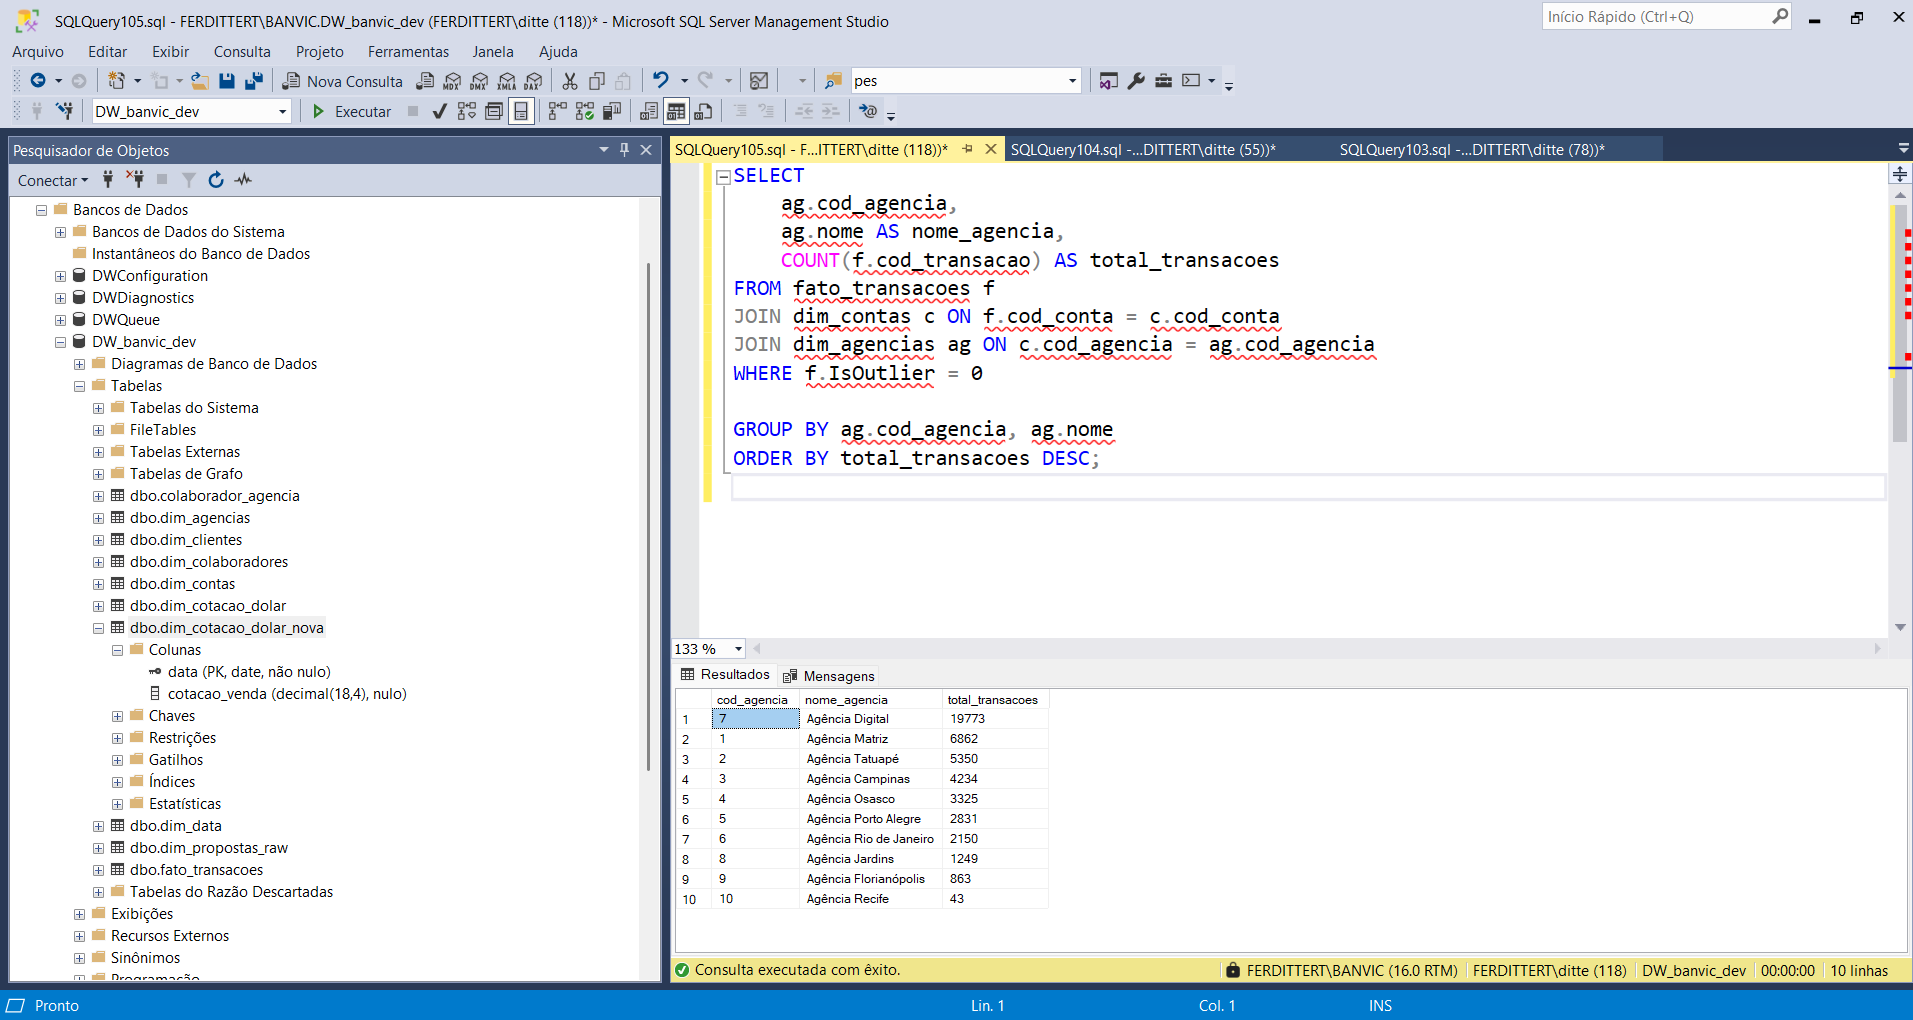 SQLQuery105.sql - FERDITTERT\BANVIC.DW_banvic_dev (FERDITTERT\ditte (118))* - Microsoft SQL Server Management Studio
Início Rápido (Ctrl+Q)
Arquivo Editar Exibir Consulta Projeto Ferramentas Janela Ajuda
Nova Consulta MDX DMX XMLA DAX pes
DW_banvic_dev Executar
Pesquisador de Objetos
Conectar
Bancos de Dados
Bancos de Dados do Sistema
Instantâneos do Banco de Dados
DWConfiguration
DWDiagnostics
DWQueue
DW_banvic_dev
Diagramas de Banco de Dados
Tabelas
Tabelas do Sistema
FileTables
Tabelas Externas
Tabelas de Grafo
dbo.colaborador_agencia
dbo.dim_agencias
dbo.dim_clientes
dbo.dim_colaboradores
dbo.dim_contas
dbo.dim_cotacao_dolar
dbo.dim_cotacao_dolar_nova
Colunas
data (PK, date, não nulo)
cotacao_venda (decimal(18,4), nulo)
Chaves
Restrições
Gatilhos
Índices
Estatísticas
dbo.dim_data
dbo.dim_propostas_raw
dbo.fato_transacoes
Tabelas do Razão Descartadas
Exibições
Recursos Externos
Sinônimos
Programação
SQLQuery105.sql - F...ITTERT\ditte (118))* SQLQuery104.sql -...DITTERT\ditte (55))* SQLQuery103.sql -...DITTERT\ditte (78))*
SELECT
ag.cod_agencia,
ag.nome AS nome_agencia,
COUNT(f.cod_transacao) AS total_transacoes
FROM fato_transacoes f
JOIN dim_contas c ON f.cod_conta = c.cod_conta
JOIN dim_agencias ag ON c.cod_agencia = ag.cod_agencia
WHERE f.IsOutlier = 0
GROUP BY ag.cod_agencia, ag.nome
ORDER BY total_transacoes DESC;
133 %
Resultados Mensagens
cod_agencia nome_agencia total_transacoes
1 7 Agência Digital 19773
2 1 Agência Matriz 6862
3 2 Agência Tatuapé 5350
4 3 Agência Campinas 4234
5 4 Agência Osasco 3325
6 5 Agência Porto Alegre 2831
7 6 Agência Rio de Janeiro 2150
8 8 Agência Jardins 1249
9 9 Agência Florianópolis 863
10 10 Agência Recife 43
Consulta executada com êxito. FERDITTERT\BANVIC (16.0 RTM) FERDITTERT\ditte (118) DW_banvic_dev 00:00:00 10 linhas
Pronto Lin. 1 Col. 1 INS